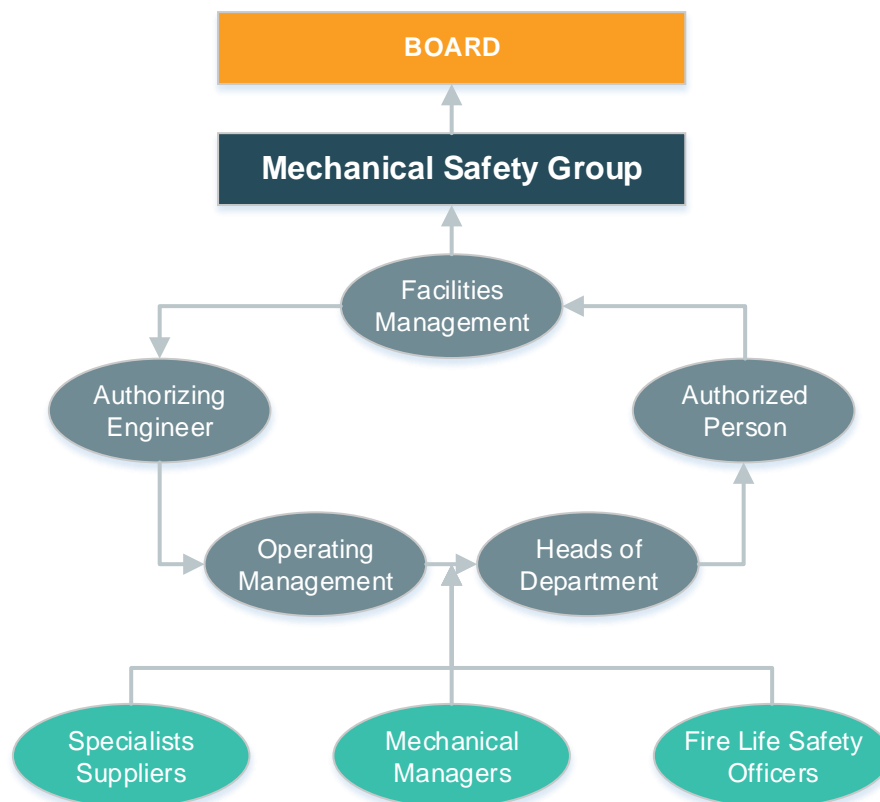 BOARD
Mechanical Safety Group
Facilities
Management
Authorizing
Engineer
Authorized
Person
Operating
Management
Heads of
Department
Specialists
Suppliers
Mechanical
Managers
Fire Life Safety
Officers